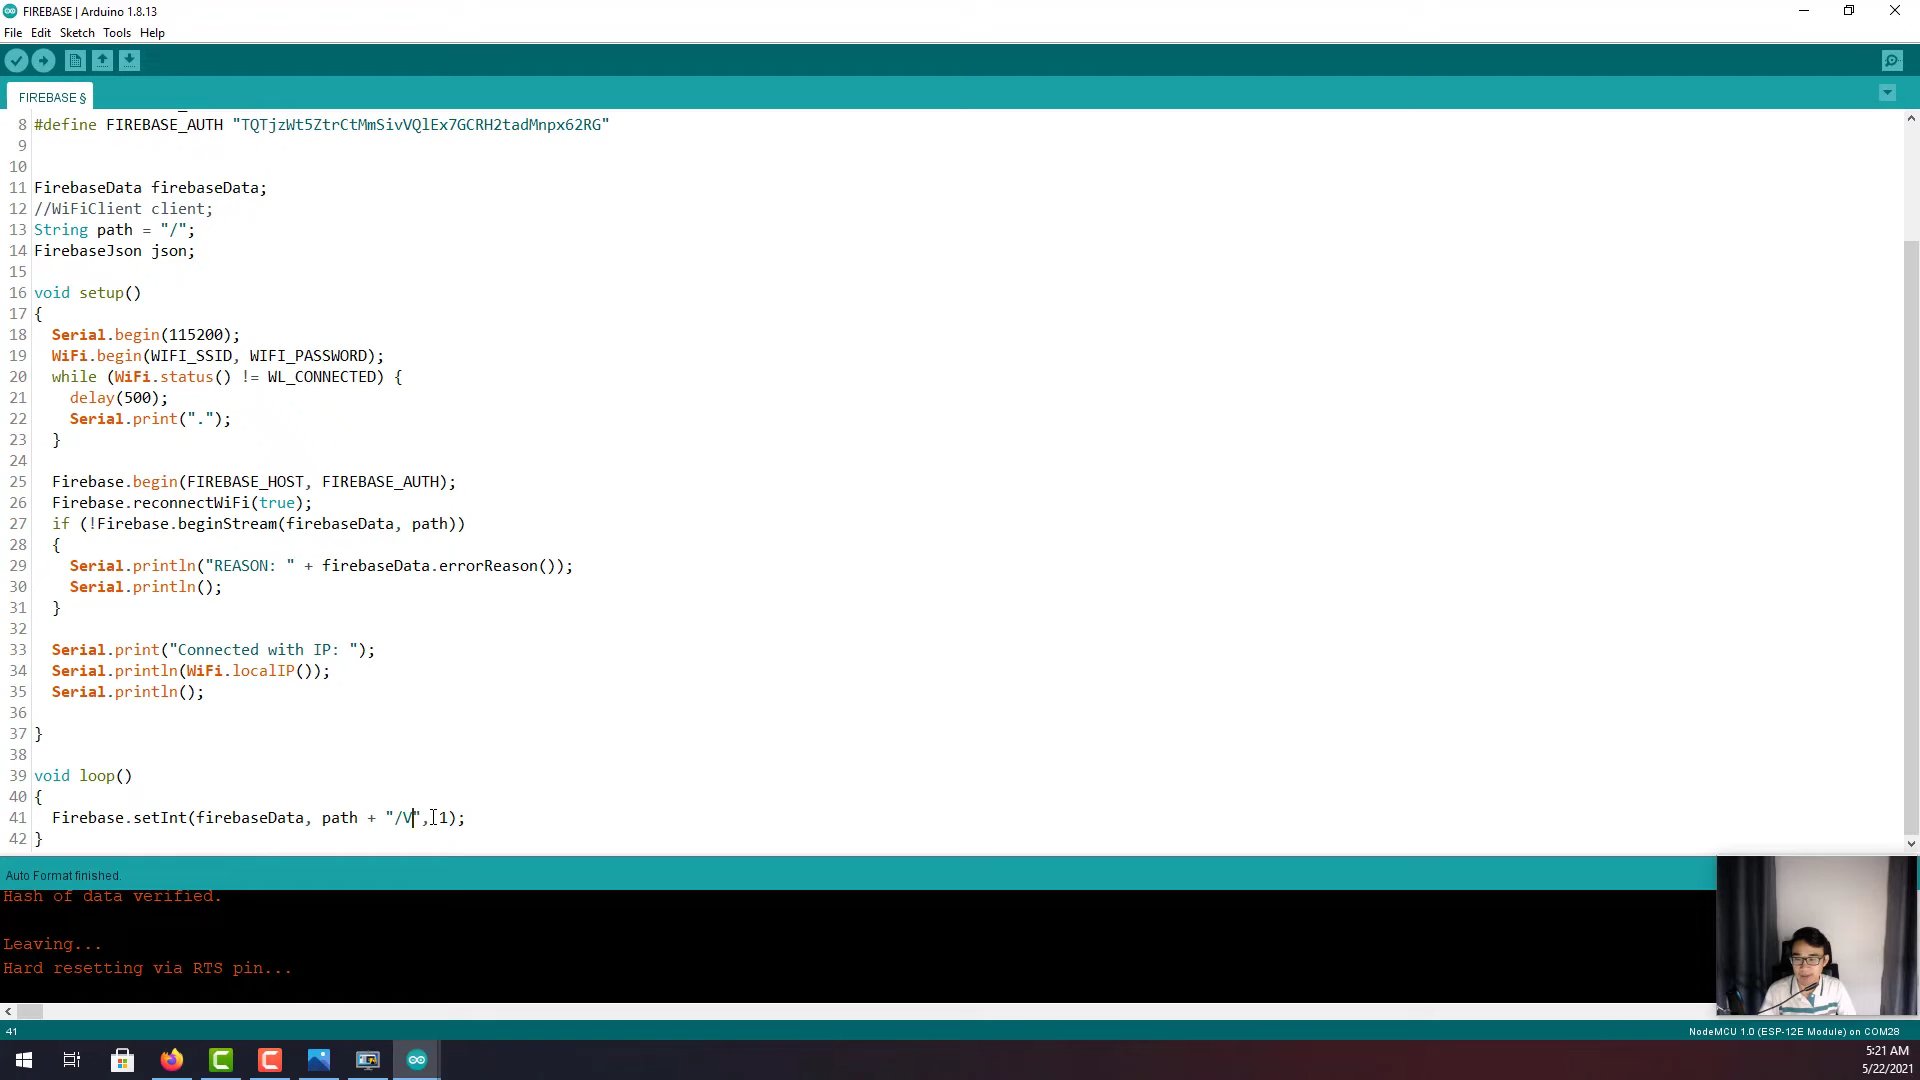 FIREBASE | Arduino 1.8.13
File Edit Sketch Tools Help
FIREBASE §
8 #define FIREBASE_AUTH "TQTjzWt5ZtrCtMmSivVQlEx7GCRH2tadMnpx62RG"
9
10
11 FirebaseData firebaseData;
12 //WiFiClient client;
13 String path = "/";
14 FirebaseJson json;
15
16 void setup()
17 {
18 Serial.begin(115200);
19 WiFi.begin(WIFI_SSID, WIFI_PASSWORD);
20 while (WiFi.status() != WL_CONNECTED) {
21 delay(500);
22 Serial.print(".");
23 }
24
25 Firebase.begin(FIREBASE_HOST, FIREBASE_AUTH);
26 Firebase.reconnectWiFi(true);
27 if (!Firebase.beginStream(firebaseData, path))
28 {
29 Serial.println("REASON: " + firebaseData.errorReason());
30 Serial.println();
31 }
32
33 Serial.print("Connected with IP: ");
34 Serial.println(WiFi.localIP());
35 Serial.println();
36
37 }
38
39 void loop()
40 {
41 Firebase.setInt(firebaseData, path + "/V", 1);
42 }
Auto Format finished.
Hash of data verified.
Leaving...
Hard resetting via RTS pin...
41
NodeMCU 1.0 (ESP-12E Module) on COM28
5:21 AM
5/22/2021